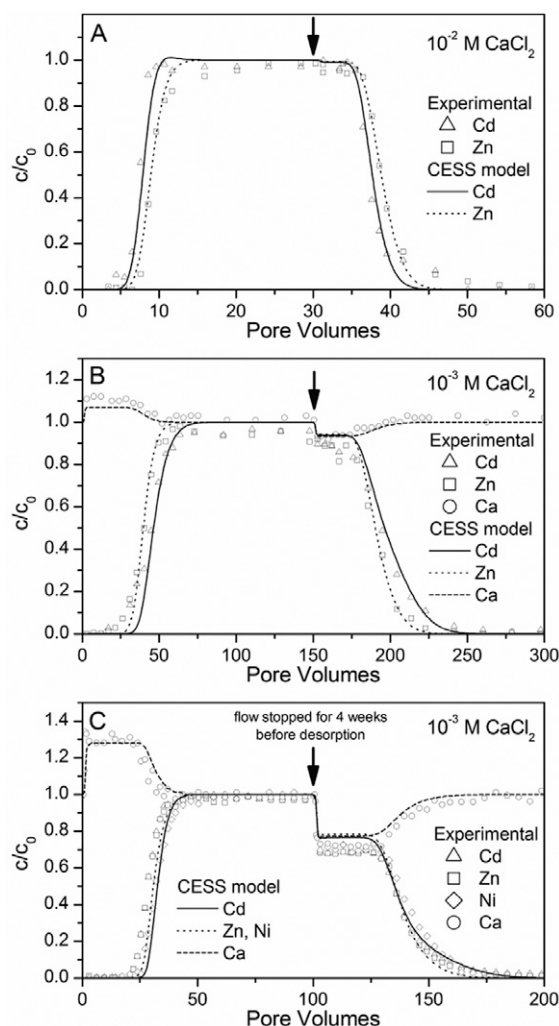 A
10⁻² M CaCl₂
Experimental
△ Cd
□ Zn
CESS model
Cd
Zn
c/c₀
1.0
0.8
0.6
0.4
0.2
0.0
0 10 20 30 40 50 60
Pore Volumes
B
10⁻³ M CaCl₂
Experimental
△ Cd
□ Zn
○ Ca
CESS model
Cd
Zn
Ca
c/c₀
1.2
1.0
0.8
0.6
0.4
0.2
0.0
0 50 100 150 200 250 300
Pore Volumes
C
flow stopped for 4 weeks
before desorption
10⁻³ M CaCl₂
CESS model
Cd
Zn, Ni
Ca
Experimental
△ Cd
□ Zn
◇ Ni
○ Ca
c/c₀
1.4
1.2
1.0
0.8
0.6
0.4
0.2
0.0
0 50 100 150 200
Pore Volumes